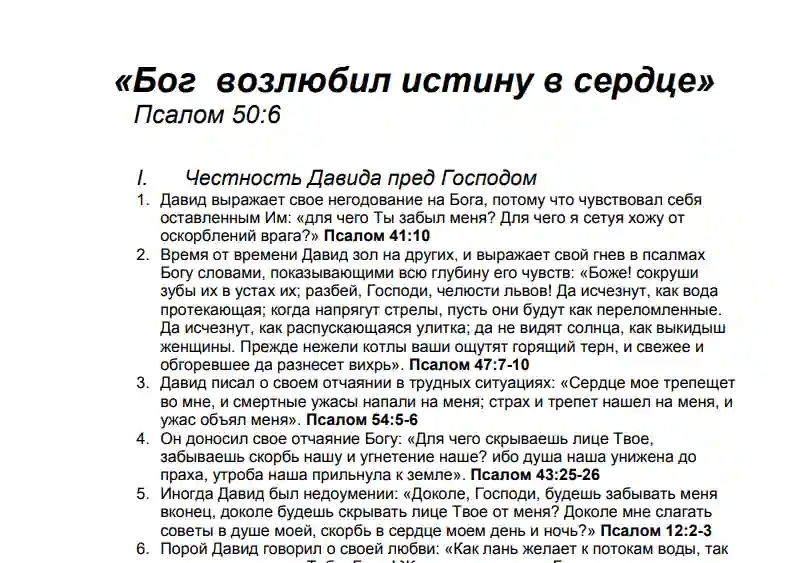 «Бог возлюбил истину в сердце»
Псалом 50:6
I. Честность Давида пред Господом
1. Давид выражает свое негодование на Бога, потому что чувствовал себя
оставленным Им: «для чего Ты забыл меня? Для чего я сетуя хожу от
оскорблений врага?» Псалом 41:10
2. Время от времени Давид зол на других, и выражает свой гнев в псалмах
Богу словами, показывающими всю глубину его чувств: «Боже! сокруши
зубы их в устах их; разбей, Господи, челюсти львов! Да исчезнут, как вода
протекающая; когда напрягут стрелы, пусть они будут как переломленные.
Да исчезнут, как распускающаяся улитка; да не видят солнца, как выкидыш
женщины. Прежде нежели котлы ваши ощутят горящий терн, и свежее и
обгоревшее да разнесет вихрь». Псалом 47:7-10
3. Давид писал о своем отчаянии в трудных ситуациях: «Сердце мое трепещет
во мне, и смертные ужасы напали на меня; страх и трепет нашел на меня, и
ужас объял меня». Псалом 54:5-6
4. Он доносил свое отчаяние Богу: «Для чего скрываешь лице Твое,
забываешь скорбь нашу и угнетение наше? ибо душа наша унижена до
праха, утроба наша прильнула к земле». Псалом 43:25-26
5. Иногда Давид был недоумении: «Доколе, Господи, будешь забывать меня
вконец, доколе будешь скрывать лице Твое от меня? Доколе мне слагать
советы в душе моей, скорбь в сердце моем день и ночь?» Псалом 12:2-3
6. Порой Давид говорил о своей любви: «Как лань желает к потокам воды, так